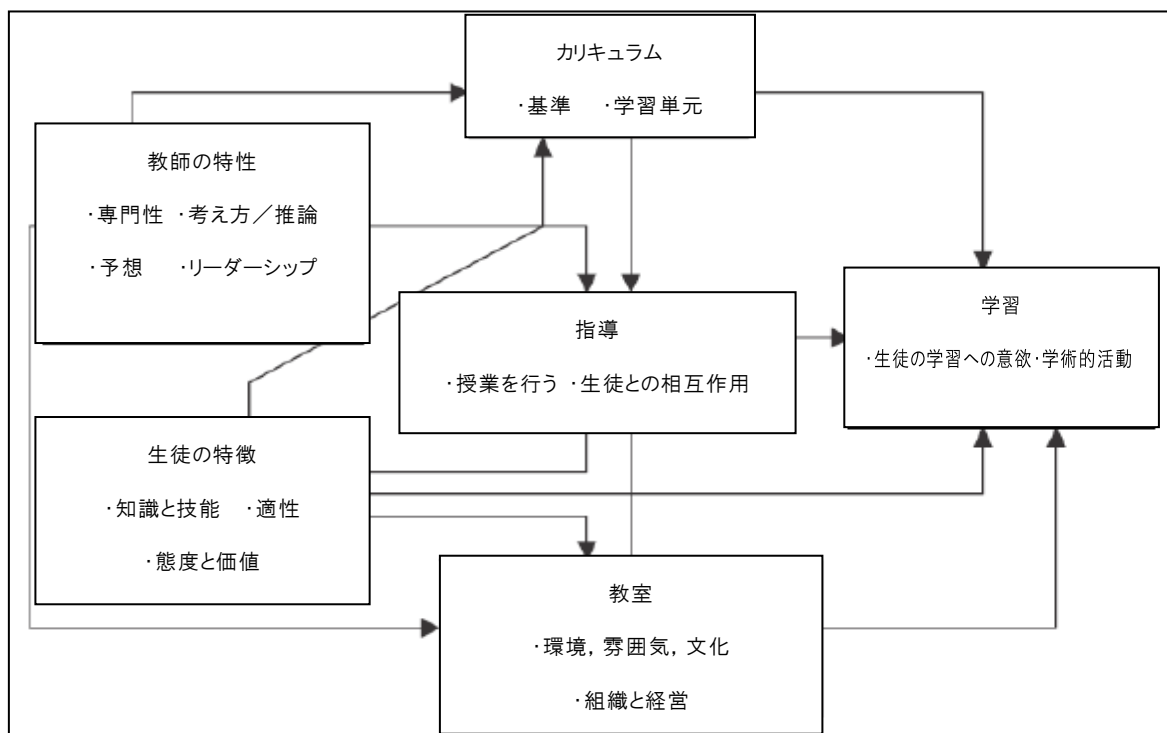 カリキュラム
・基準 ・学習単元
教師の特性
・専門性 ・考え方／推論
・予想 ・リーダーシップ
指導
・授業を行う ・生徒との相互作用
学習
・生徒の学習への意欲・学術的活動
生徒の特徴
・知識と技能 ・適性
・態度と価値
教室
・環境，雰囲気，文化
・組織と経営